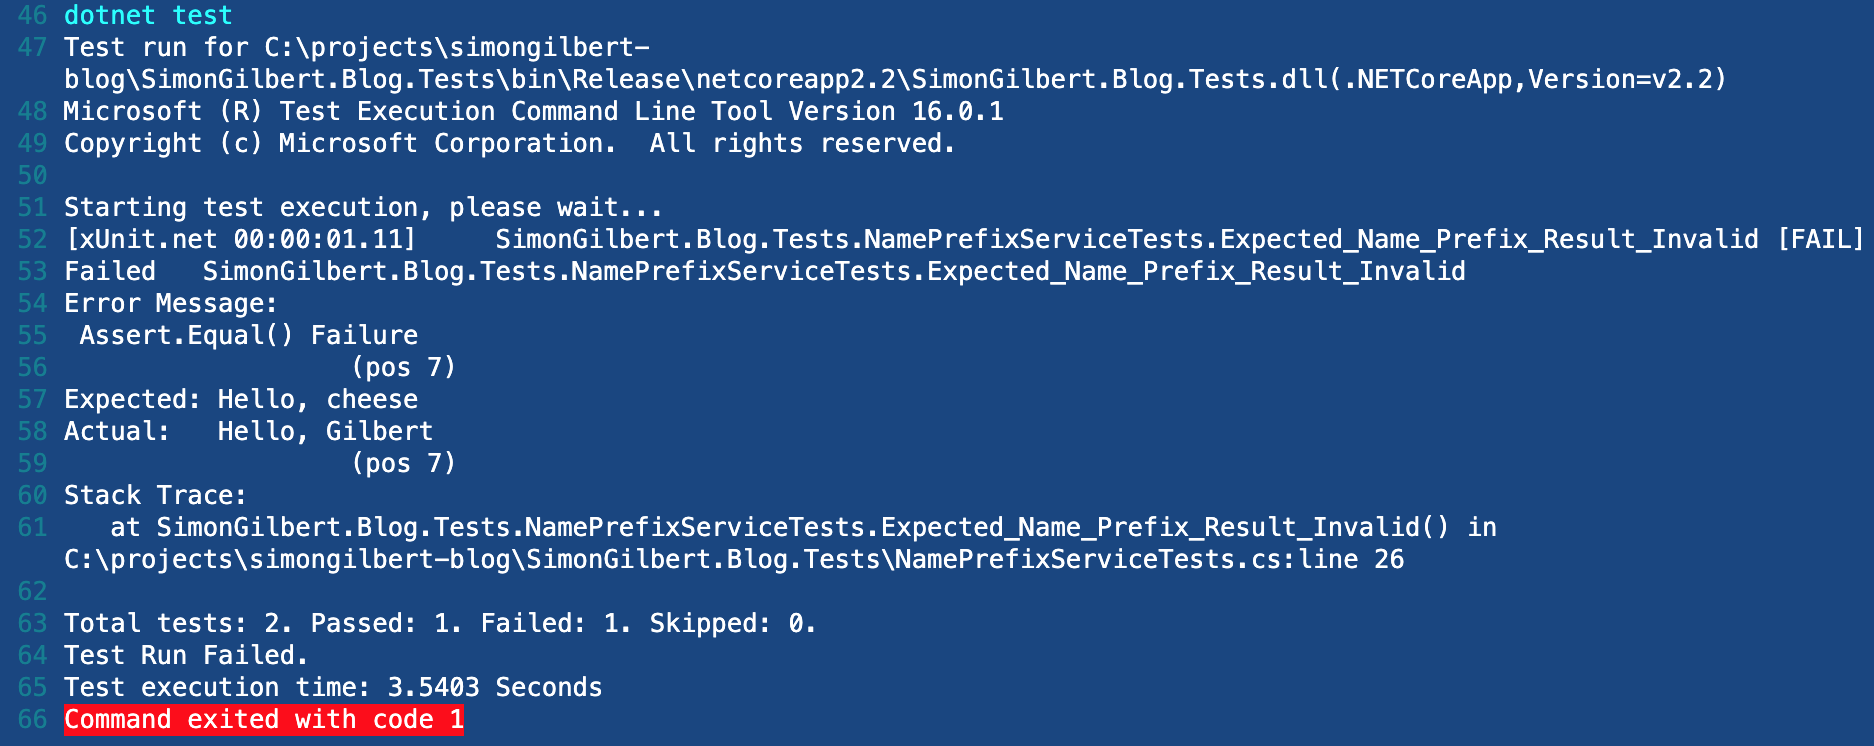 46 dotnet test
47 Test run for C:\projects\simongilbert-
blog\SimonGilbert.Blog.Tests\bin\Release\netcoreapp2.2\SimonGilbert.Blog.Tests.dll(.NETCoreApp,Version=v2.2)
48 Microsoft (R) Test Execution Command Line Tool Version 16.0.1
49 Copyright (c) Microsoft Corporation.  All rights reserved.
50
51 Starting test execution, please wait...
52 [xUnit.net 00:00:01.11]     SimonGilbert.Blog.Tests.NamePrefixServiceTests.Expected_Name_Prefix_Result_Invalid [FAIL]
53 Failed   SimonGilbert.Blog.Tests.NamePrefixServiceTests.Expected_Name_Prefix_Result_Invalid
54 Error Message:
55  Assert.Equal() Failure
56                    (pos 7)
57 Expected: Hello, cheese
58 Actual:   Hello, Gilbert
59                    (pos 7)
60 Stack Trace:
61    at SimonGilbert.Blog.Tests.NamePrefixServiceTests.Expected_Name_Prefix_Result_Invalid() in
C:\projects\simongilbert-blog\SimonGilbert.Blog.Tests\NamePrefixServiceTests.cs:line 26
62
63 Total tests: 2. Passed: 1. Failed: 1. Skipped: 0.
64 Test Run Failed.
65 Test execution time: 3.5403 Seconds
66 Command exited with code 1